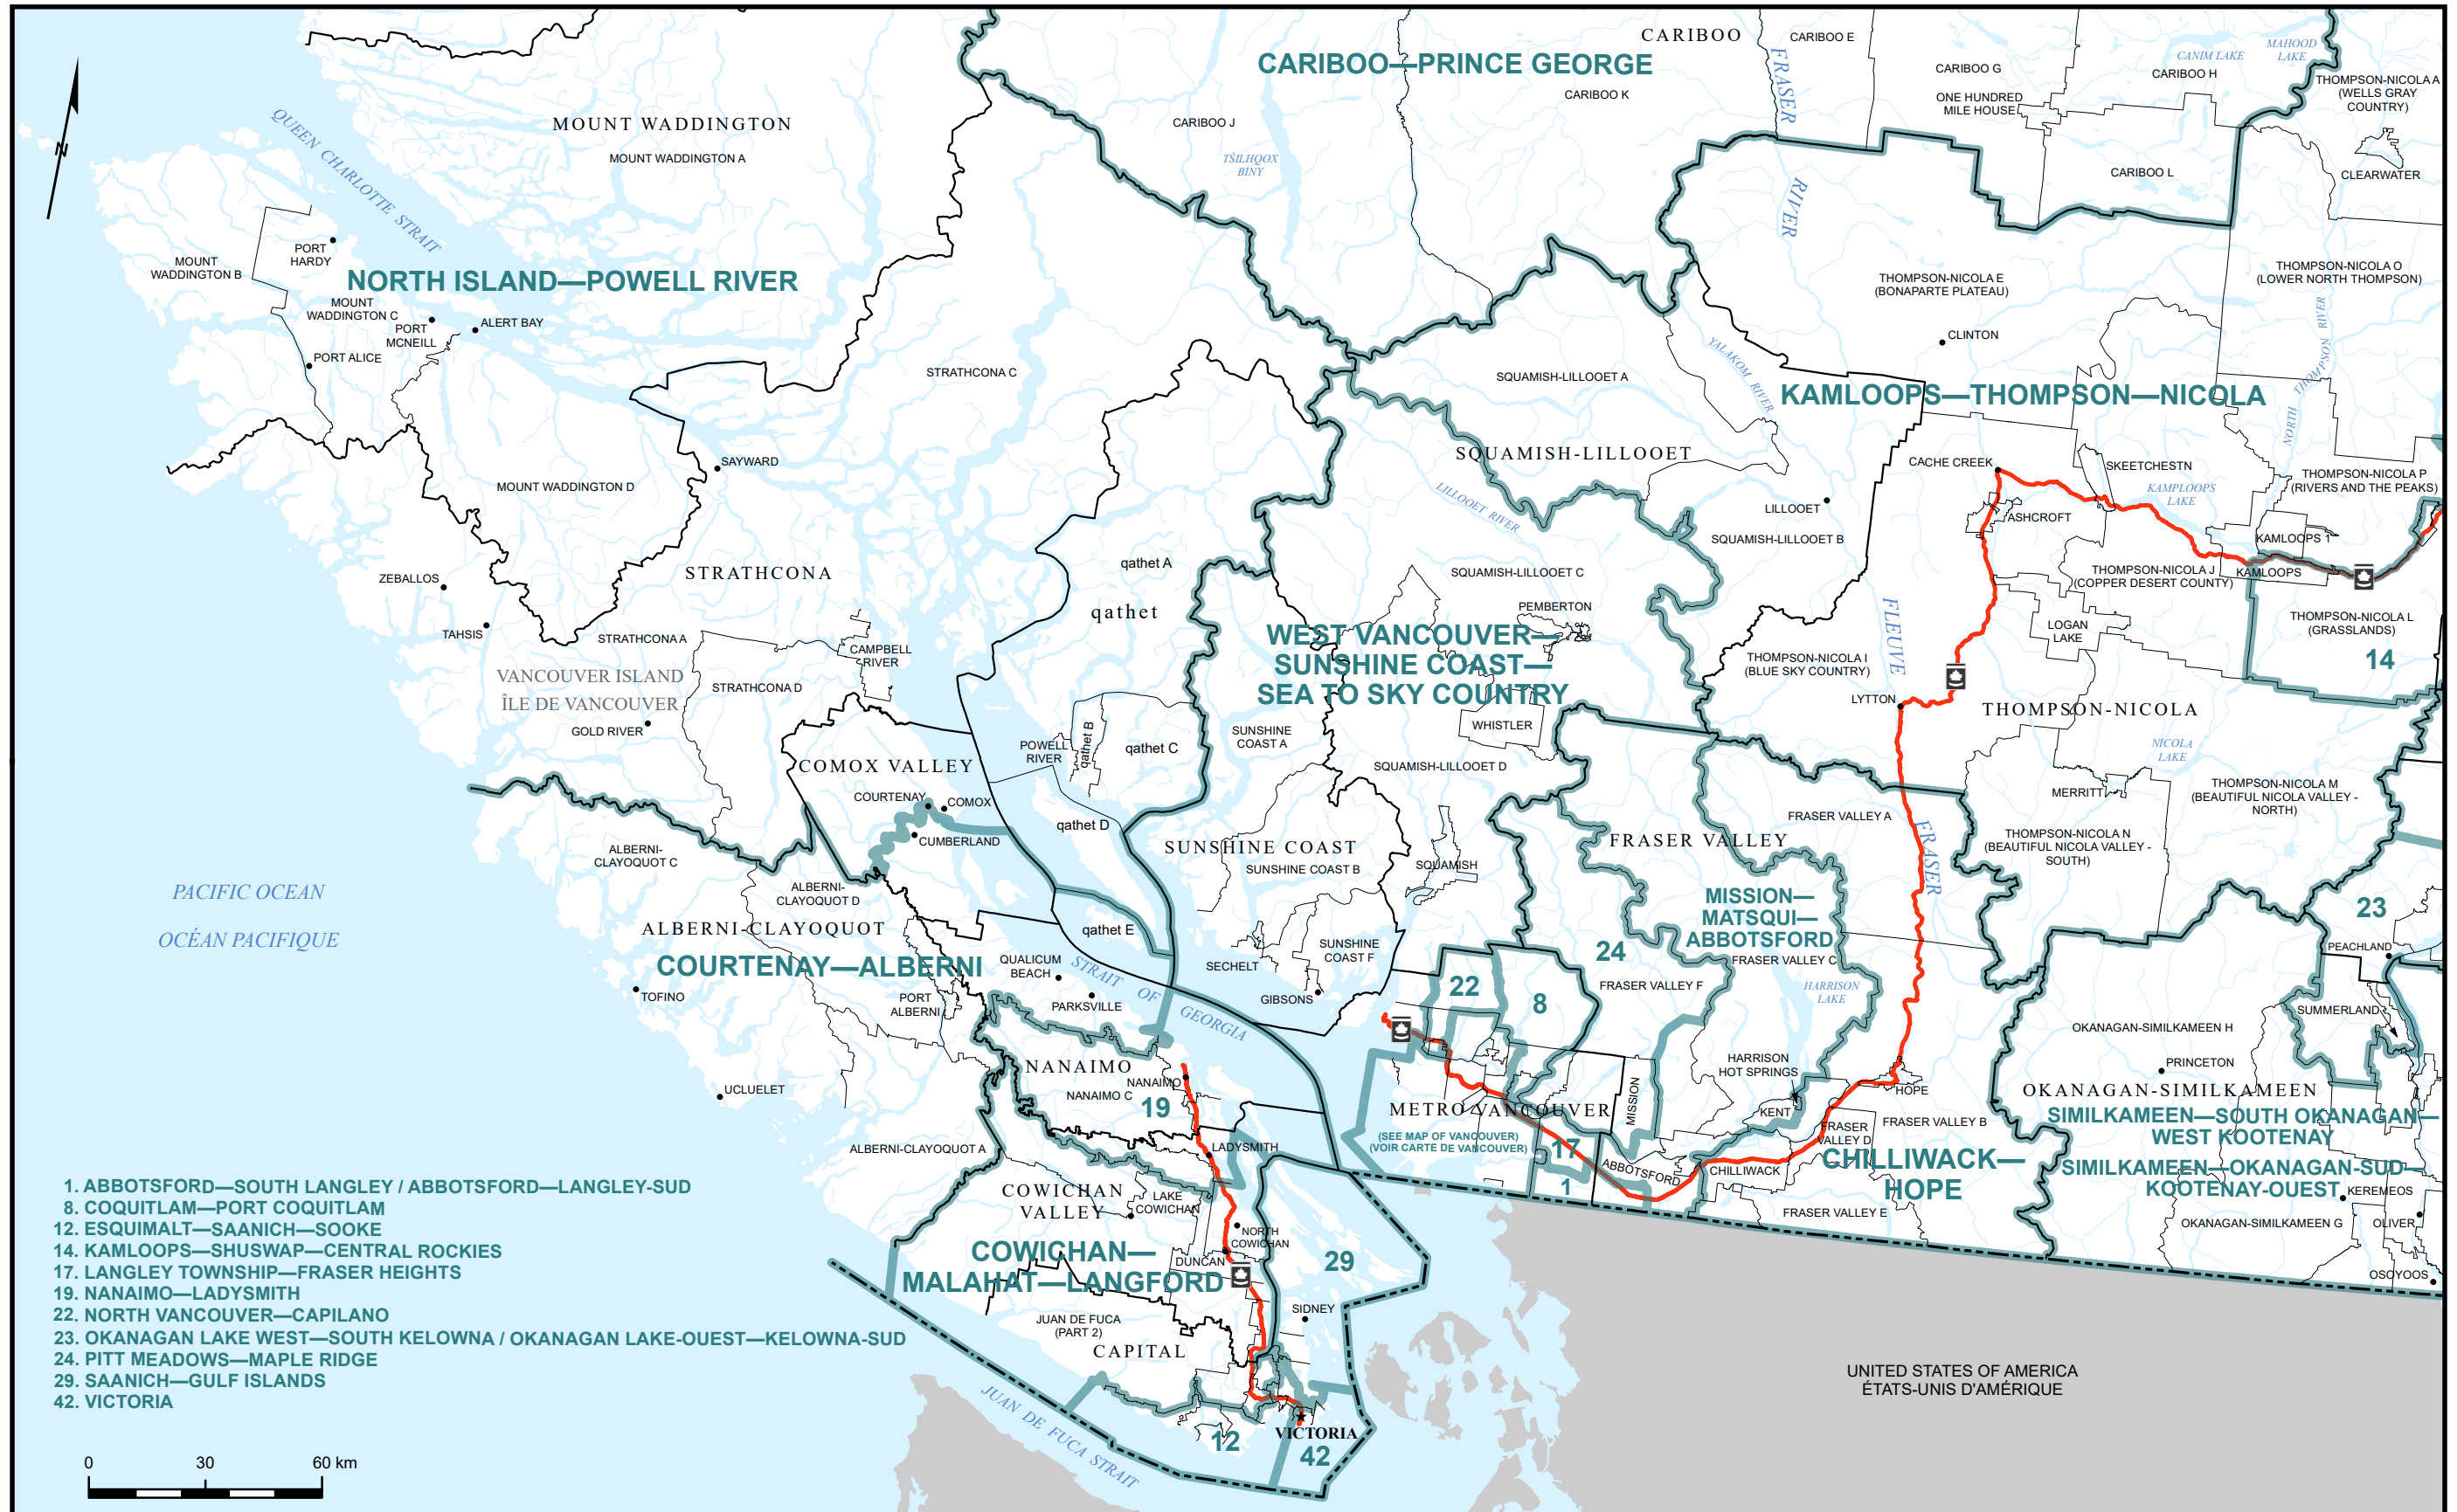 CARIBOO
CARIBOO E
CARIBOO—PRINCE GEORGE
CARIBOO G
CANIM LAKE
MAHOOD
LAKE
CARIBOO H
THOMPSON-NICOLA A
(WELLS GRAY
COUNTRY)
CARIBOO K
ONE HUNDRED
MILE HOUSE
FRASER
RIVER
CARIBOO J
TŜILHQOX
BINY
CARIBOO L
CLEARWATER
N
QUEEN CHARLOTTE STRAIT
MOUNT WADDINGTON
MOUNT WADDINGTON A
PORT
HARDY
MOUNT
WADDINGTON B
NORTH ISLAND—POWELL RIVER
MOUNT
WADDINGTON C
PORT
MCNEILL
ALERT BAY
PORT ALICE
THOMPSON-NICOLA E
(BONAPARTE PLATEAU)
THOMPSON-NICOLA O
(LOWER NORTH THOMPSON)
CLINTON
NORTH THOMPSON RIVER
STRATHCONA C
SQUAMISH-LILLOOET A
YALAKOM RIVER
KAMLOOPS—THOMPSON—NICOLA
SQUAMISH-LILLOOET
SAYWARD
MOUNT WADDINGTON D
LILLOOET RIVER
CACHE CREEK
SKEETCHESTN
KAMPLOOPS
LAKE
THOMPSON-NICOLA P
(RIVERS AND THE PEAKS)
LILLOOET
ASHCROFT
SQUAMISH-LILLOOET B
KAMLOOPS 1
KAMLOOPS
THOMPSON-NICOLA J
(COPPER DESERT COUNTY)
ZEBALLOS
STRATHCONA
qathet A
qathet
SQUAMISH-LILLOOET C
PEMBERTON
FLEUVE
LOGAN
LAKE
THOMPSON-NICOLA L
(GRASSLANDS)
14
TAHSIS
STRATHCONA A
CAMPBELL
RIVER
VANCOUVER ISLAND
ÎLE DE VANCOUVER
STRATHCONA D
GOLD RIVER
WEST VANCOUVER—
SUNSHINE COAST—
SEA TO SKY COUNTRY
THOMPSON-NICOLA I
(BLUE SKY COUNTRY)
LYTTON
THOMPSON-NICOLA
NICOLA
LAKE
WHISTLER
SUNSHINE
COAST A
POWELL
RIVER
qathet B
qathet C
COMOX VALLEY
SQUAMISH-LILLOOET D
COURTENAY
COMOX
CUMBERLAND
qathet D
MERRITT
THOMPSON-NICOLA M
(BEAUTIFUL NICOLA VALLEY -
NORTH)
FRASER VALLEY A
FRASER
THOMPSON-NICOLA N
(BEAUTIFUL NICOLA VALLEY -
SOUTH)
FRASER VALLEY
ALBERNI-
CLAYOQUOT C
SUNSHINE COAST
SUNSHINE COAST B
SQUAMISH
PACIFIC OCEAN
OCÉAN PACIFIQUE
ALBERNI-
CLAYOQUOT D
ALBERNI-CLAYOQUOT
COURTENAY—ALBERNI
qathet E
MISSION—
MATSQUI—
ABBOTSFORD
23
PEACHLAND
24
FRASER VALLEY C
FRASER VALLEY F
HARRISON
LAKE
QUALICUM
BEACH
STRAIT OF GEORGIA
SECHELT
SUNSHINE
COAST F
GIBSONS
22
8
TOFINO
PORT
ALBERNI
PARKSVILLE
SUMMERLAND
OKANAGAN-SIMILKAMEEN H
NANAIMO
NANAIMO
NANAIMO C
19
HARRISON
HOT SPRINGS
PRINCETON
HOPE
UCLUELET
METRO VANCOUVER
(SEE MAP OF VANCOUVER)
(VOIR CARTE DE VANCOUVER)
MISSION
KENT
OKANAGAN-SIMILKAMEEN
SIMILKAMEEN—SOUTH OKANAGAN—
WEST KOOTENAY
SIMILKAMEEN—OKANAGAN-SUD—
KOOTENAY-OUEST
FRASER
VALLEY D
FRASER VALLEY B
ALBERNI-CLAYOQUOT A
LADYSMITH
17
1
ABBOTSFORD
CHILLIWACK
CHILLIWACK—
HOPE
FRASER VALLEY E
KEREMEOS
OKANAGAN-SIMILKAMEEN G
OLIVER
OSOYOOS
COWICHAN
VALLEY
LAKE
COWICHAN
NORTH
COWICHAN
COWICHAN—
MALAHAT—LANGFORD
DUNCAN
29
SIDNEY
JUAN DE FUCA
(PART 2)
CAPITAL
UNITED STATES OF AMERICA
ÉTATS-UNIS D'AMÉRIQUE
JUAN DE FUCA STRAIT
12
VICTORIA
42
1. ABBOTSFORD—SOUTH LANGLEY / ABBOTSFORD—LANGLEY-SUD
8. COQUITLAM—PORT COQUITLAM
12. ESQUIMALT—SAANICH—SOOKE
14. KAMLOOPS—SHUSWAP—CENTRAL ROCKIES
17. LANGLEY TOWNSHIP—FRASER HEIGHTS
19. NANAIMO—LADYSMITH
22. NORTH VANCOUVER—CAPILANO
23. OKANAGAN LAKE WEST—SOUTH KELOWNA / OKANAGAN LAKE-OUEST—KELOWNA-SUD
24. PITT MEADOWS—MAPLE RIDGE
29. SAANICH—GULF ISLANDS
42. VICTORIA
0 30 60 km